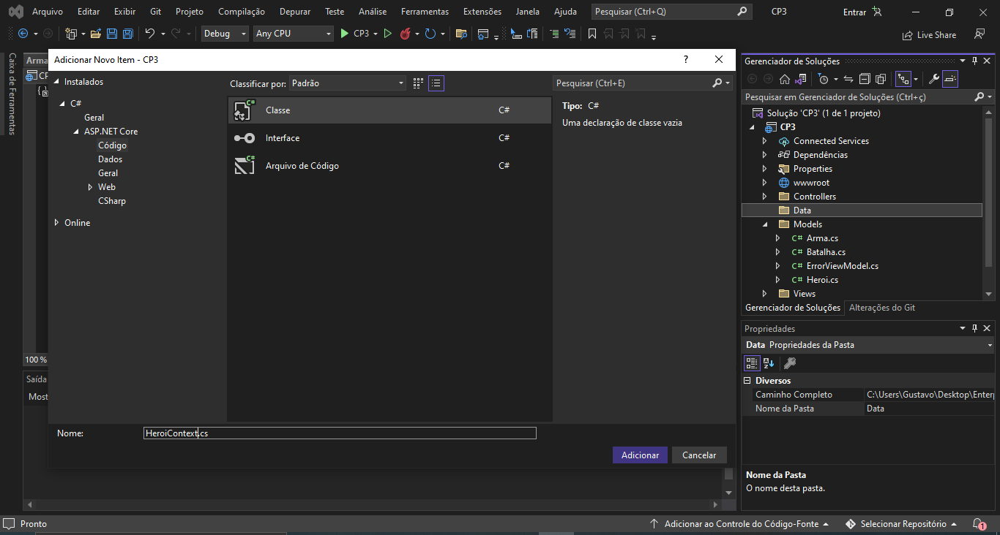 Arquivo Editar Exibir Git Projeto Compilação Depurar Teste Análise Ferramentas Extensões Janela Ajuda Pesquisar (Ctrl+Q) CP3 Entrar
Debug Any CPU CP3 Live Share
Caixa de Ferramentas
Arma
CP
100 %
Saída
Most
Adicionar Novo Item - CP3 ?
Instalados
C#
Geral
ASP.NET Core
Código
Dados
Geral
Web
CSharp
Online
Classificar por: Padrão
Classe C#
Interface C#
Arquivo de Código C#
Pesquisar (Ctrl+E)
Tipo: C#
Uma declaração de classe vazia
Nome: HeroiContext.cs
Adicionar Cancelar
Gerenciador de Soluções
Pesquisar em Gerenciador de Soluções (Ctrl+ç)
Solução 'CP3' (1 de 1 projeto)
CP3
Connected Services
Dependências
Properties
wwwroot
Controllers
Data
Models
C# Arma.cs
C# Batalha.cs
C# ErrorViewModel.cs
C# Heroi.cs
Views
Gerenciador de Soluções Alterações do Git
Propriedades
Data Propriedades da Pasta
Diversos
Caminho Completo C:\Users\Gustavo\Desktop\Enterp
Nome da Pasta Data
Nome da Pasta
O nome desta pasta.
Pronto Adicionar ao Controle do Código-Fonte Selecionar Repositório 1